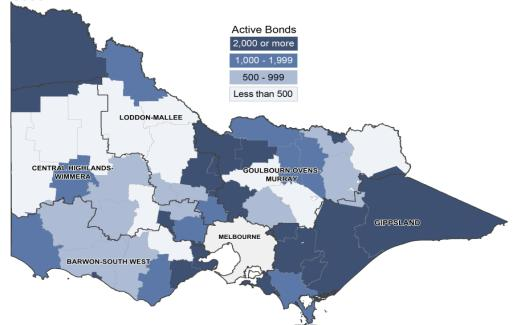 Active Bonds
2,000 or more
1,000 - 1,999
500 - 999
Less than 500
LODDON-MALLEE
CENTRAL HIGHLANDS-
WIMMERA
GOULBOURN-OVENS-
MURRAY
GIPPSLAND
MELBOURNE
BARWON-SOUTH WEST